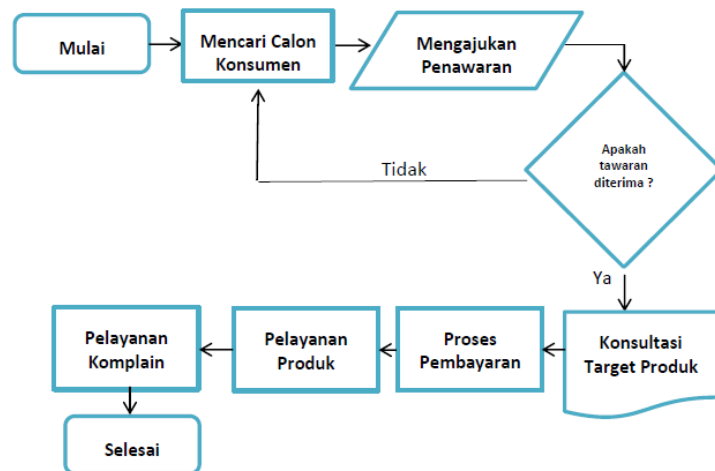 Mulai
Mencari Calon
Konsumen
Mengajukan
Penawaran
Apakah
tawaran
diterima ?
Tidak
Ya
Konsultasi
Target Produk
Proses
Pembayaran
Pelayanan
Produk
Pelayanan
Komplain
Selesai